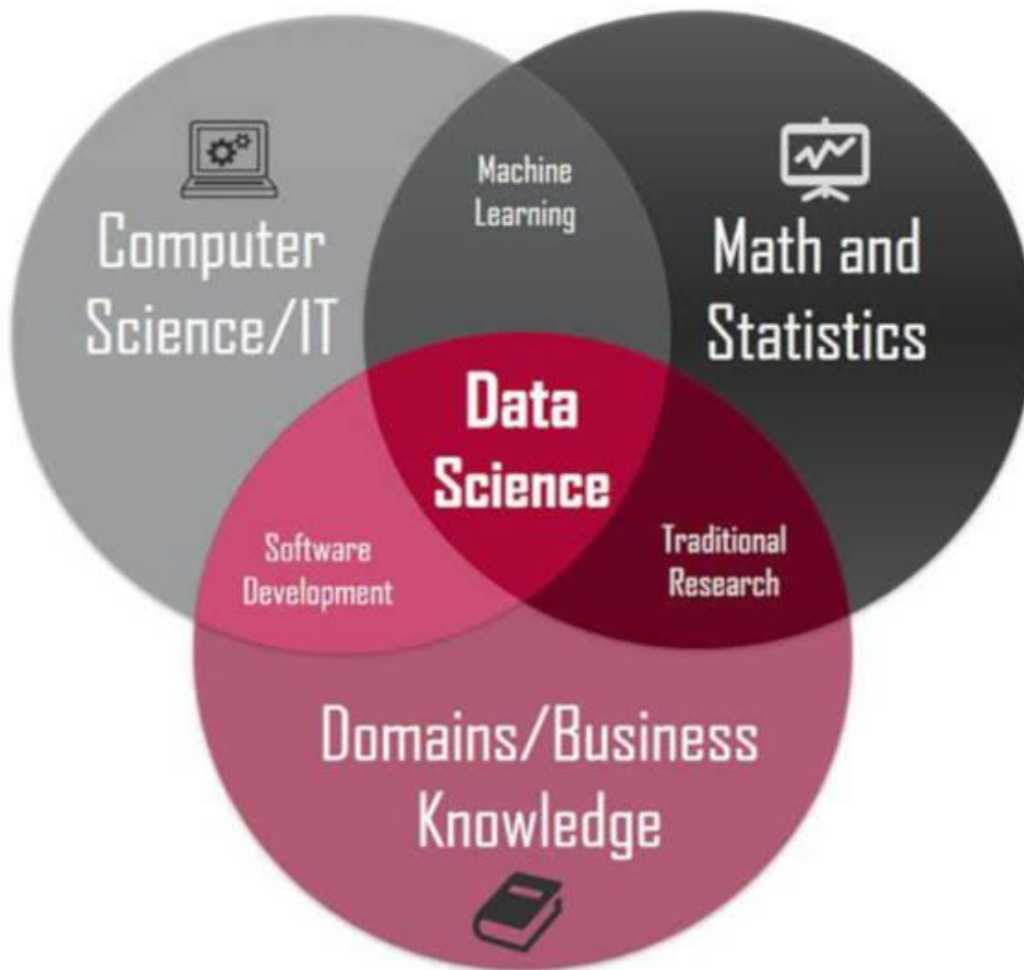 Computer
Science/IT
Machine
Learning
Math and
Statistics
Data
Science
Software
Development
Traditional
Research
Domains/Business
Knowledge